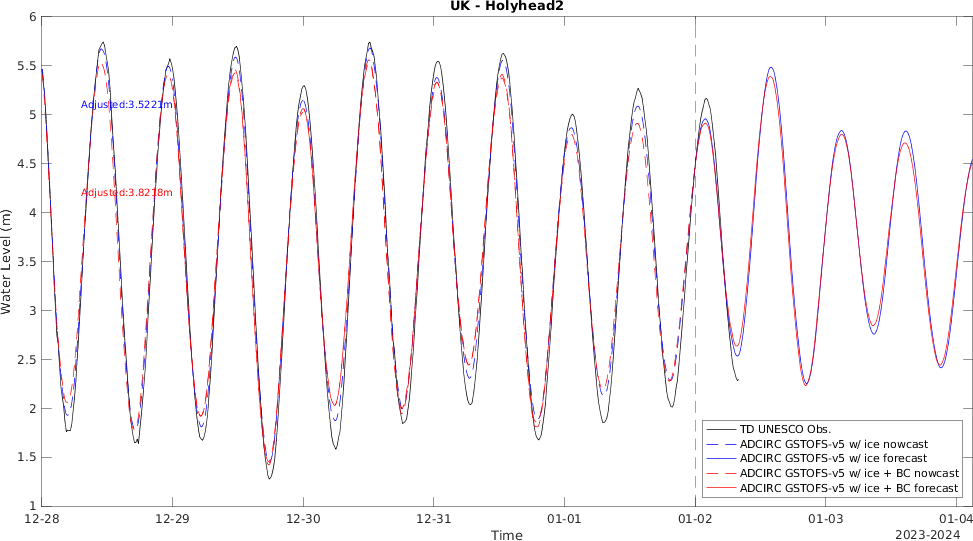 UK - Holyhead2
6
5.5
5
4.5
4
3.5
3
2.5
2
1.5
1
Water Level (m)
Adjusted:3.5221m
Adjusted:3.8218m
TD UNESCO Obs.
ADCIRC GSTOFS-v5 w/ ice nowcast
ADCIRC GSTOFS-v5 w/ ice forecast
ADCIRC GSTOFS-v5 w/ ice + BC nowcast
ADCIRC GSTOFS-v5 w/ ice + BC forecast
12-28 12-29 12-30 12-31 01-01 01-02 01-03 01-04
Time
2023-2024